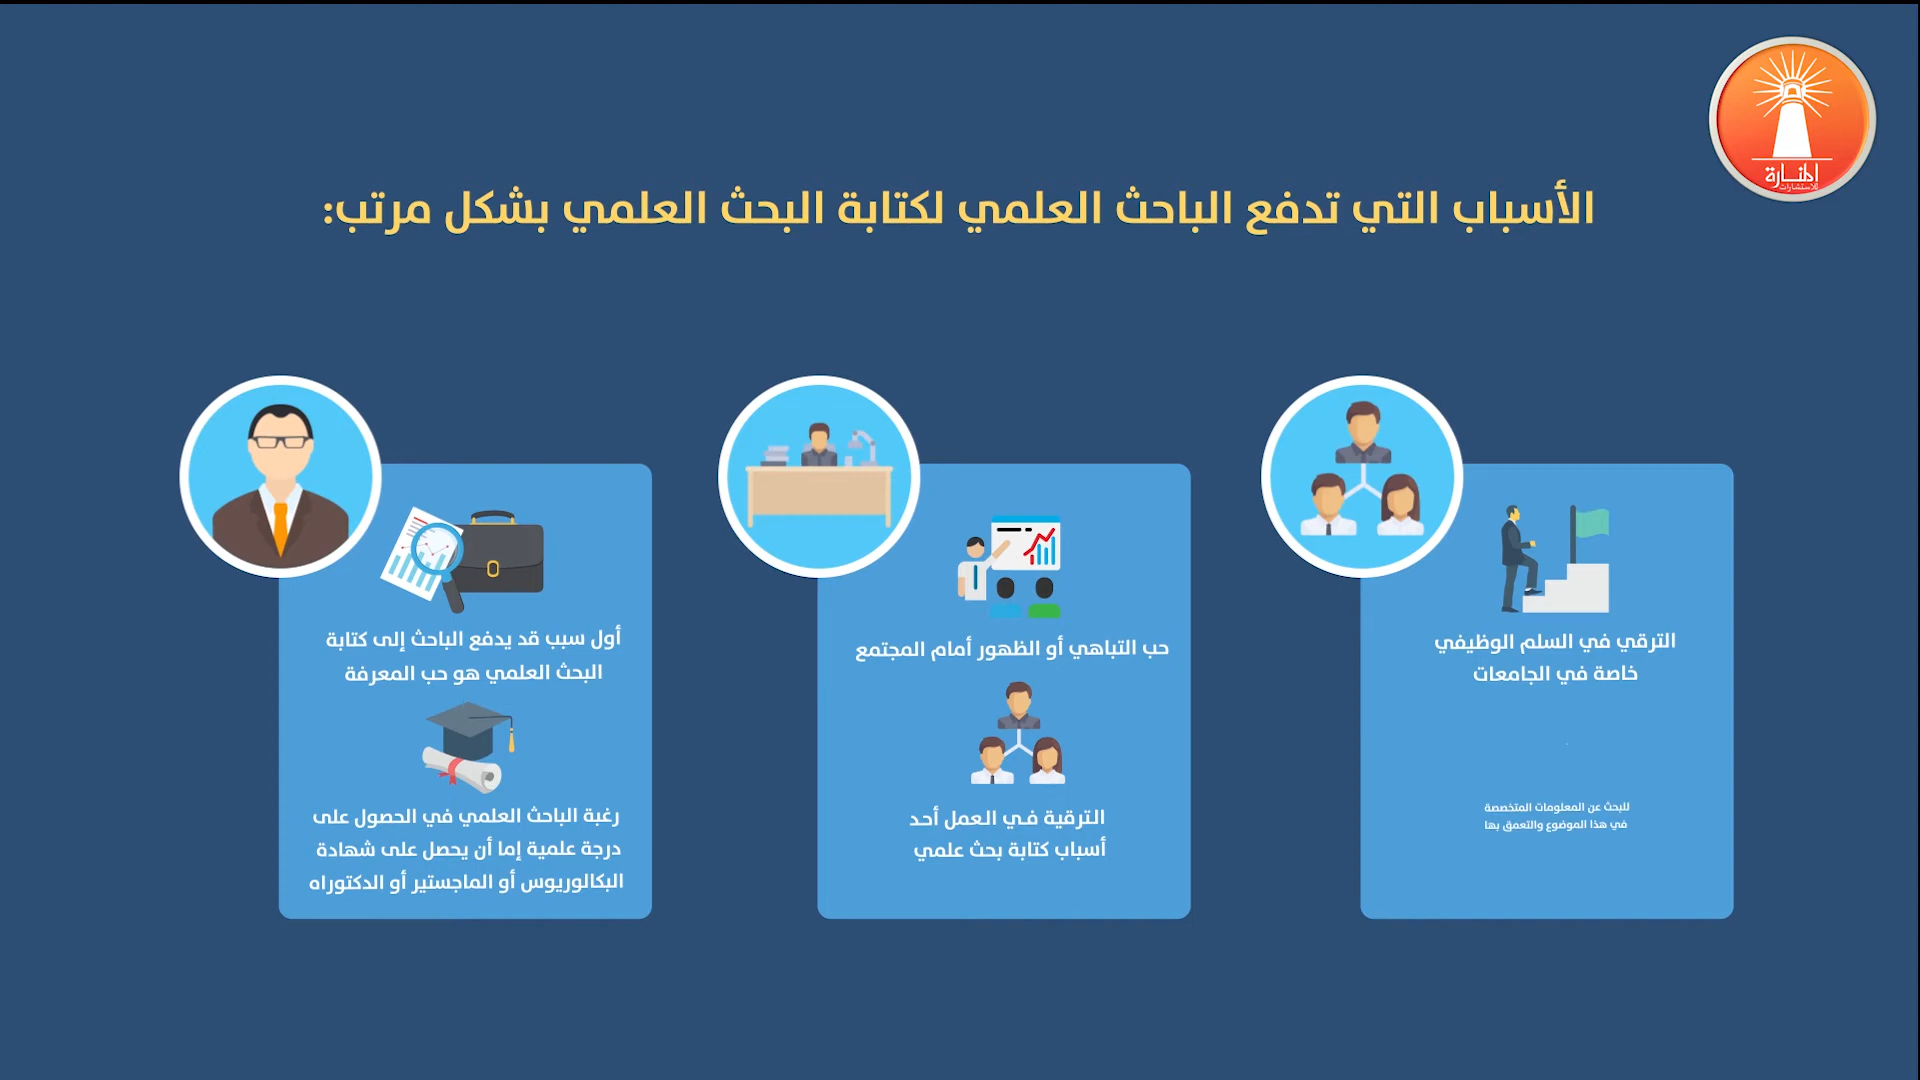 المنارة
للاستشارات
الأسباب التي تدفع الباحث العلمي لكتابة البحث العلمي بشكل مرتب:
الترقي في السلم الوظيفي
خاصة في الجامعات
للبحث عن المعلومات المتخصصة
في هذا الموضوع والتعمق بها
حب التباهي أو الظهور أمام المجتمع
الترقية في العمل أحد
أسباب كتابة بحث علمي
أول سبب قد يدفع الباحث إلى كتابة
البحث العلمي هو حب المعرفة
رغبة الباحث العلمي في الحصول على
درجة علمية إما أن يحصل على شهادة
البكالوريوس أو الماجستير أو الدكتوراه